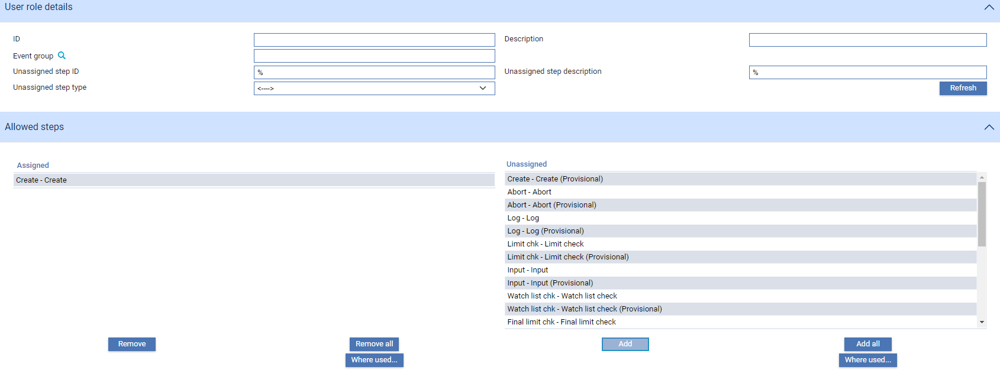 User role details
ID
Description
Event group
Unassigned step ID
%
Unassigned step description
%
Unassigned step type
<---->
Refresh
Allowed steps
Assigned
Create - Create
Unassigned
Create - Create (Provisional)
Abort - Abort
Abort - Abort (Provisional)
Log - Log
Log - Log (Provisional)
Limit chk - Limit check
Limit chk - Limit check (Provisional)
Input - Input
Input - Input (Provisional)
Watch list chk - Watch list check
Watch list chk - Watch list check (Provisional)
Final limit chk - Final limit check
Remove
Remove all
Where used...
Add
Add all
Where used...